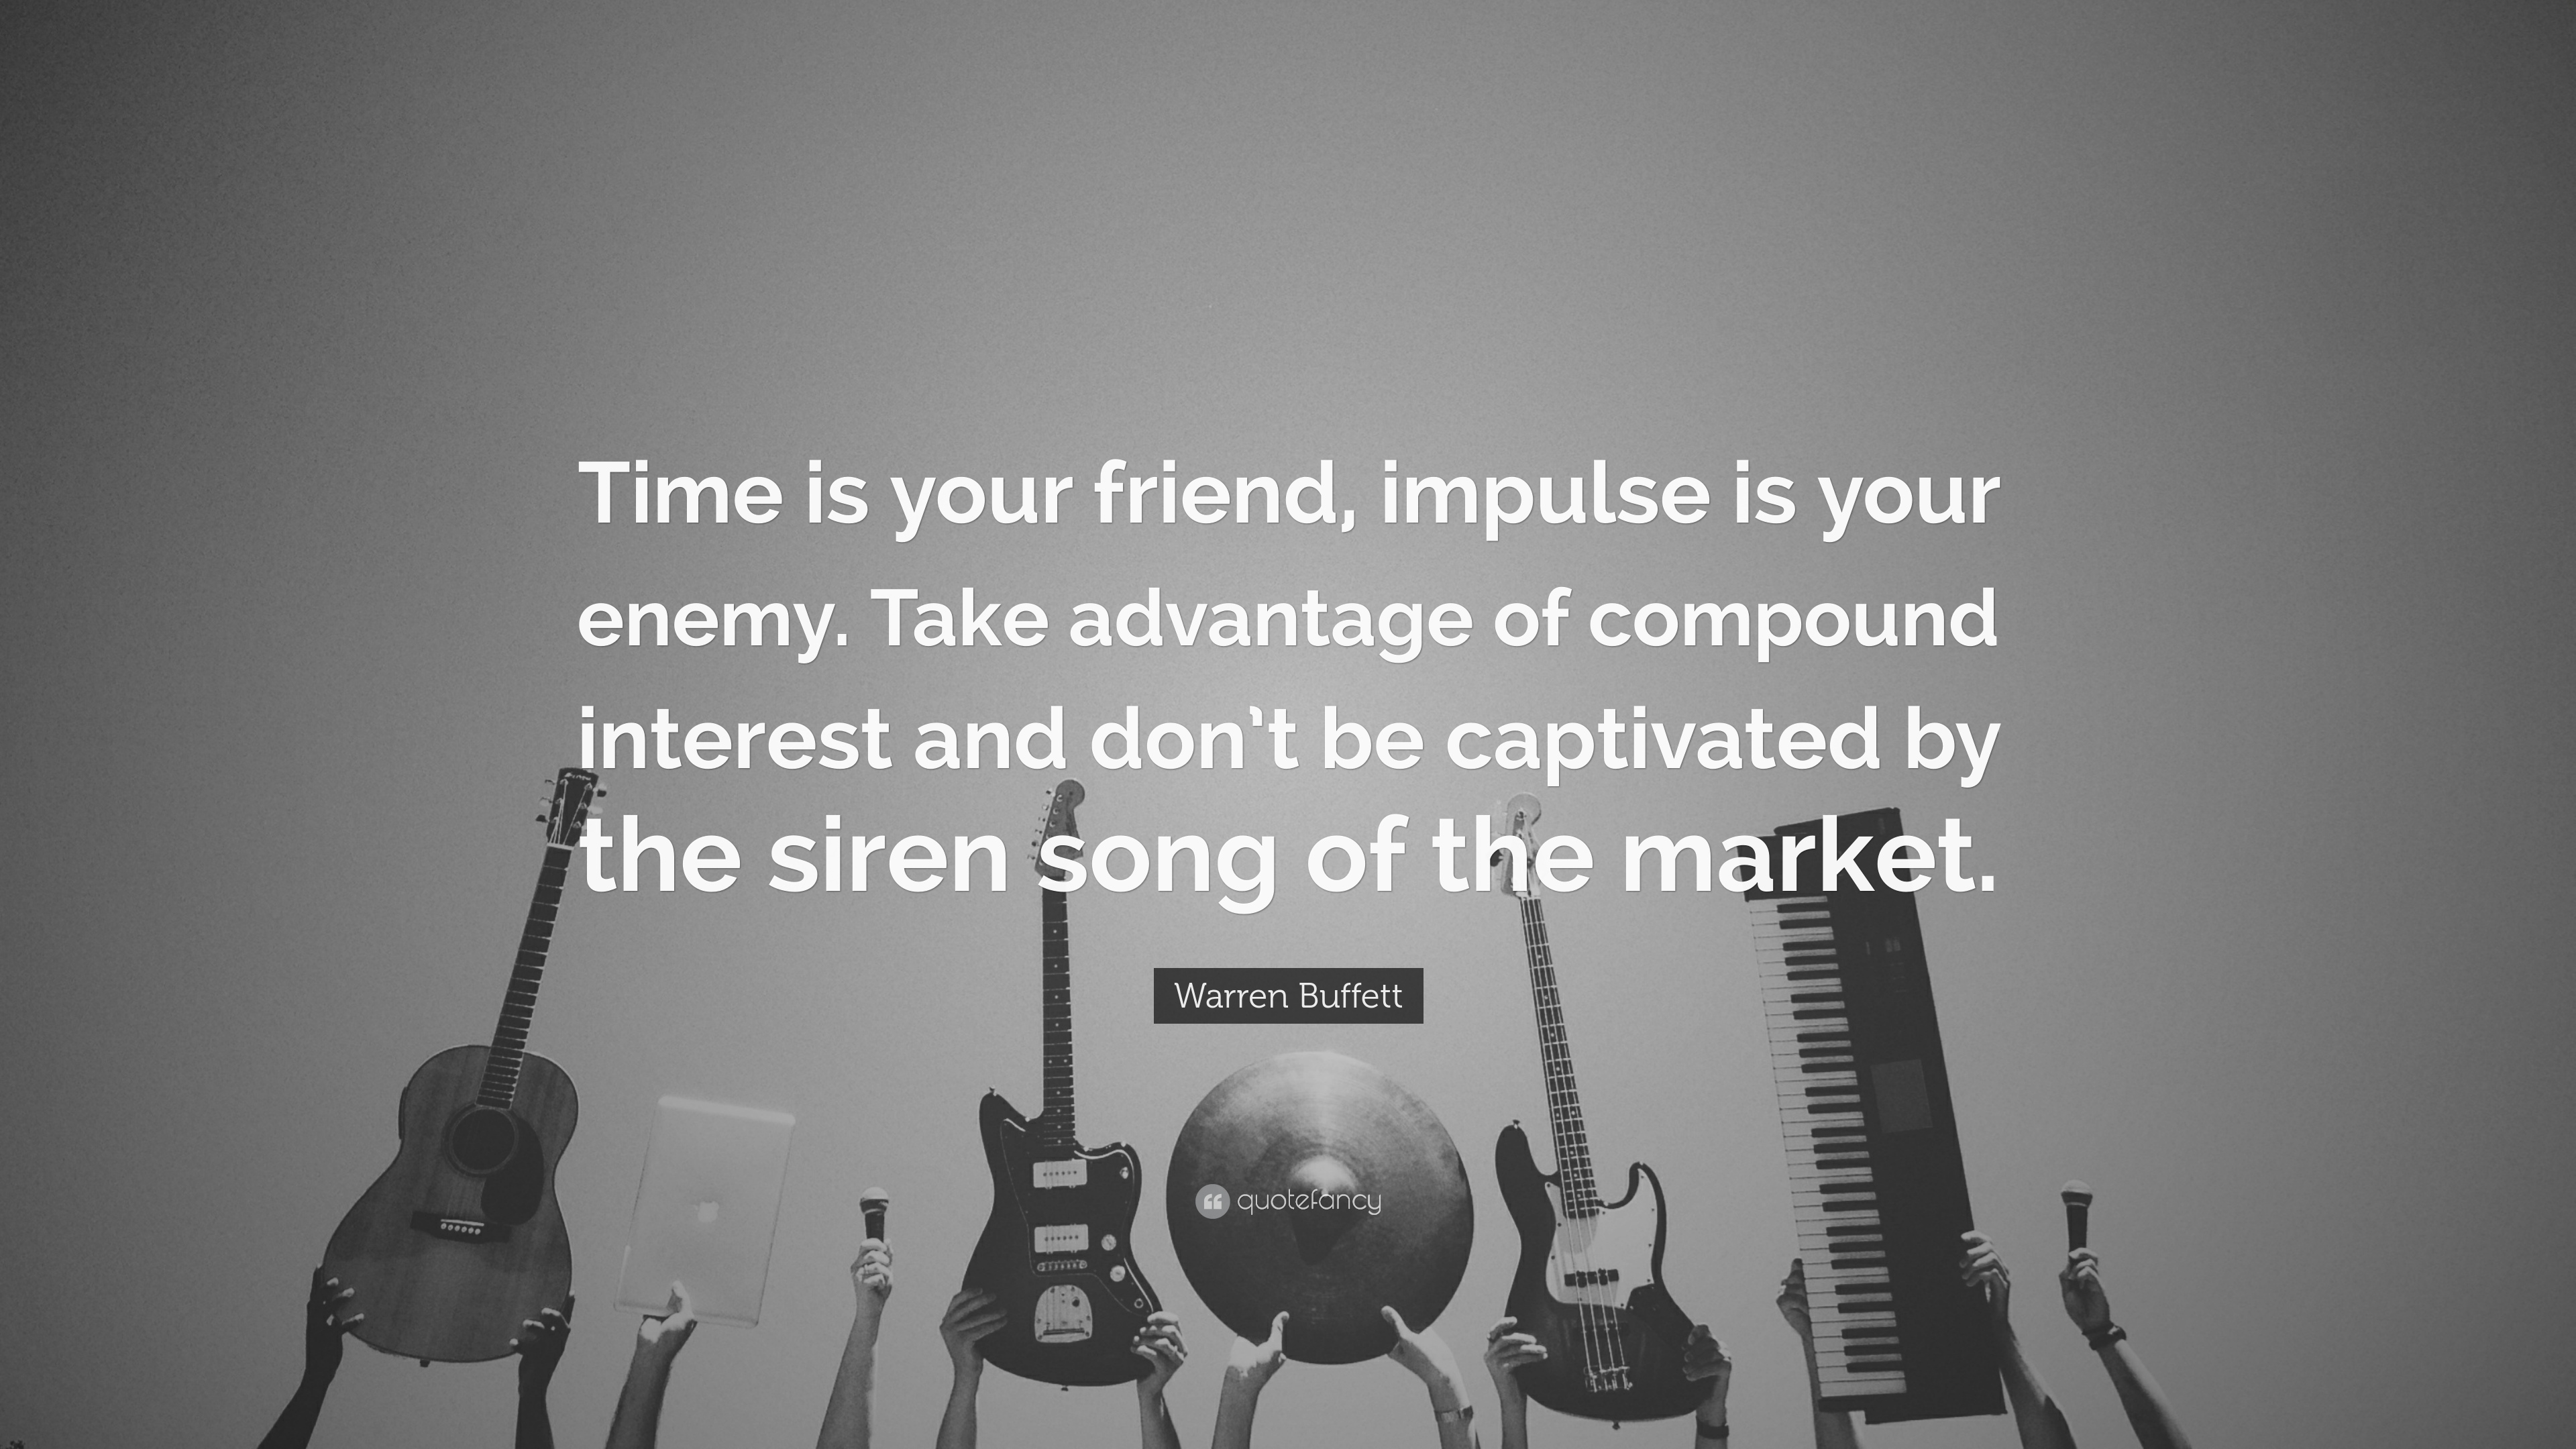 Time is your friend, impulse is your
enemy. Take advantage of compound
interest and don’t be captivated by
the siren song of the market.
Warren Buffett
quotefancy